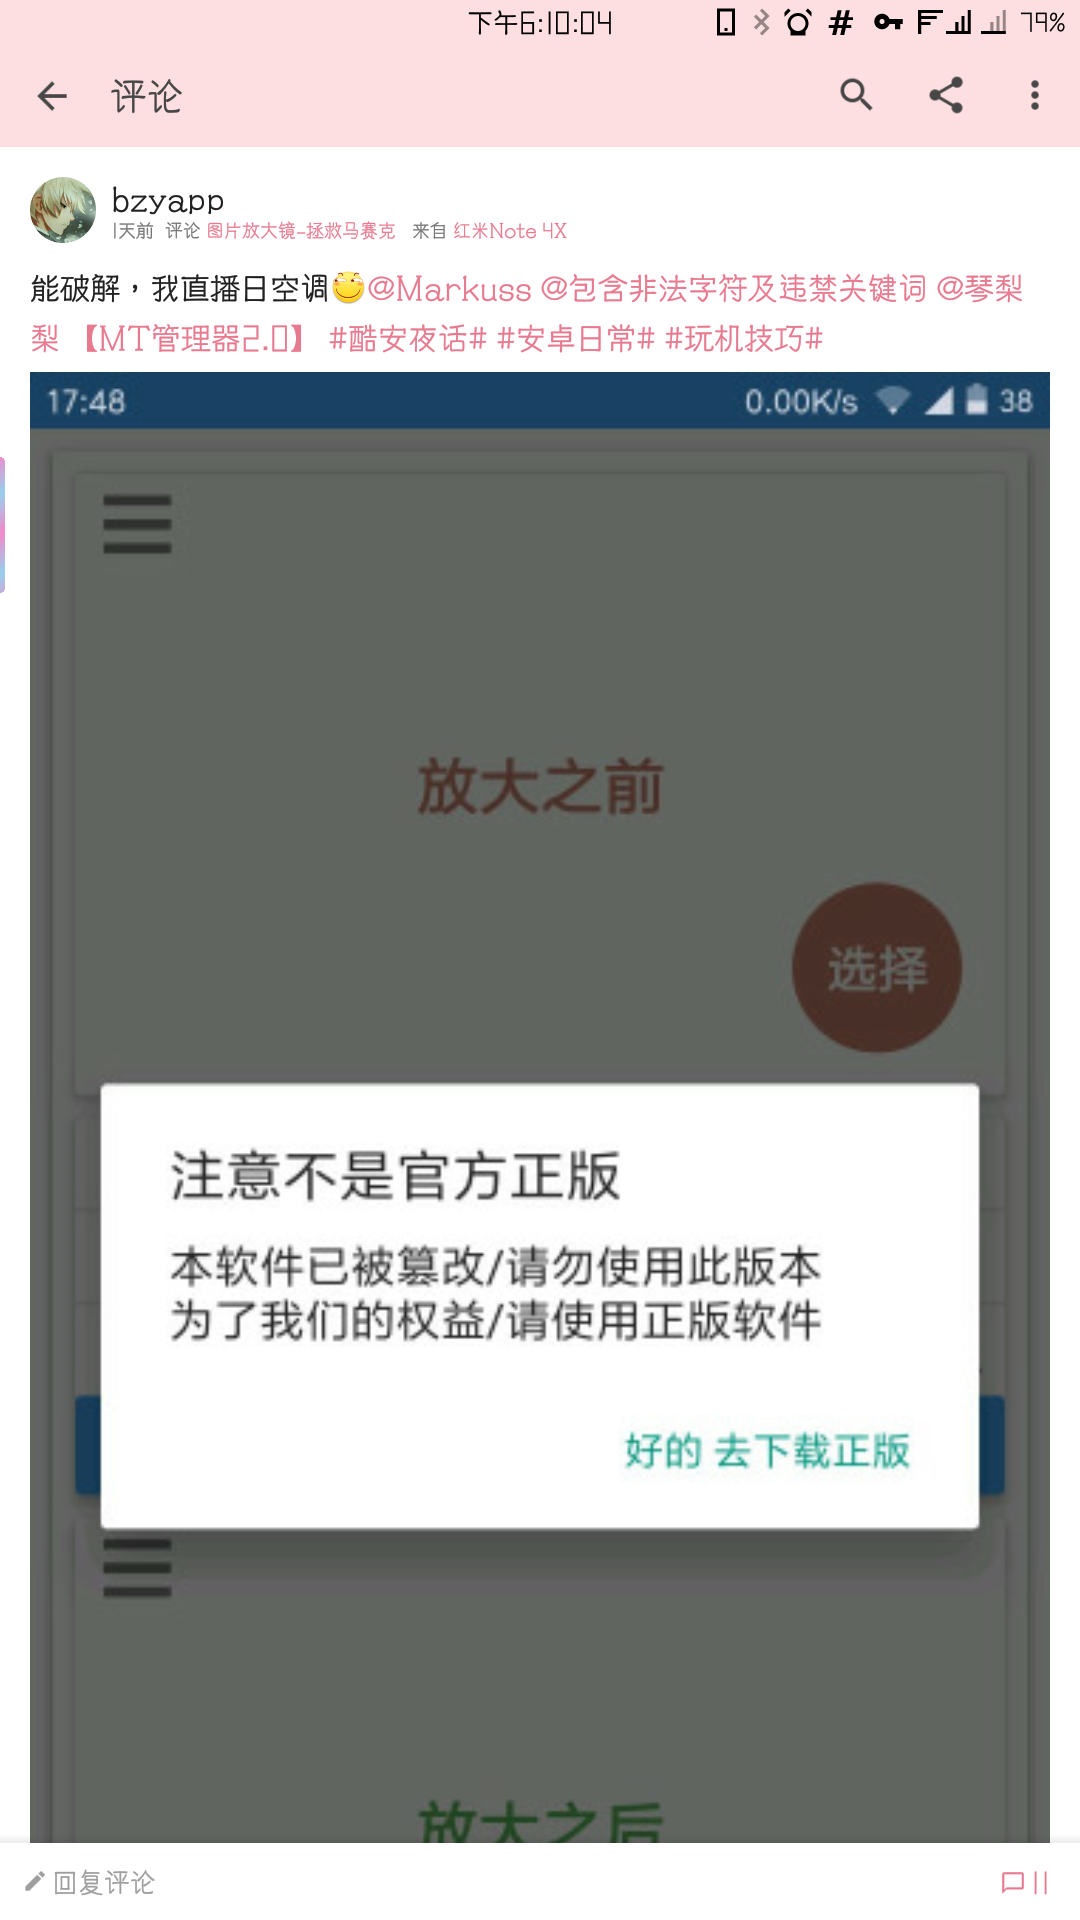 下午6:10:04 79%
评论
bzyapp
1天前 评论 图片放大镜-拯救马赛克 来自 红米Note 4X
能破解，我直播日空调@Markuss @包含非法字符及违禁关键词 @琴梨
梨 【MT管理器2.0】 #酷安夜话# #安卓日常# #玩机技巧#
17:48 0.00K/s 38
放大之前
选择
注意不是官方正版
本软件已被篡改/请勿使用此版本
为了我们的权益/请使用正版软件
好的 去下载正版
放大之后
回复评论 11